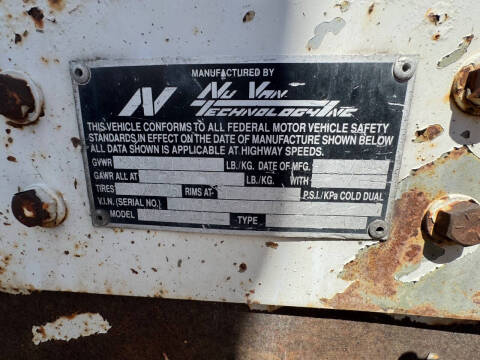 MANUFACTURED BY
N NU VAN
TECHNOLOGY INC
THIS VEHICLE CONFORMS TO ALL FEDERAL MOTOR VEHICLE SAFETY
STANDARDS IN EFFECT ON THE DATE OF MANUFACTURE SHOWN BELOW
ALL DATA SHOWN IS APPLICABLE AT HIGHWAY SPEEDS.
GVWR LB./KG. DATE OF MFG.
GAWR ALL AT LB./KG. WITH
TIRES RIMS AT P.S.I./KPa COLD DUAL
V.I.N. (SERIAL NO.)
MODEL TYPE